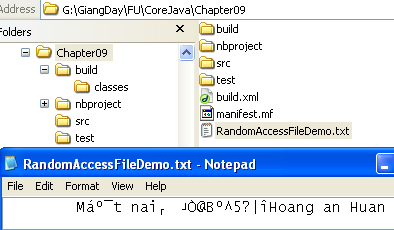 Address G:\GiangDay\FU\CoreJava\Chapter09
Folders
Chapter09
build
classes
nbproject
src
test
build
nbproject
src
test
build.xml
manifest.mf
RandomAccessFileDemo.txt
RandomAccessFileDemo.txt - Notepad
File Edit Format View Help
Hoang an Huan